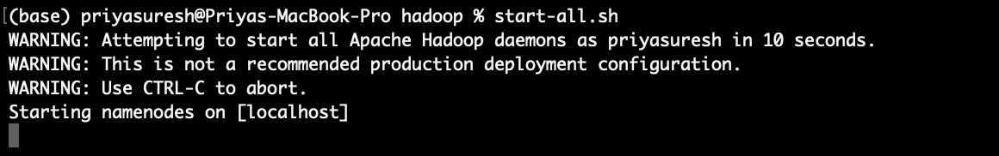 (base) priyasuresh@Priyas-MacBook-Pro hadoop % start-all.sh
WARNING: Attempting to start all Apache Hadoop daemons as priyasuresh in 10 seconds.
WARNING: This is not a recommended production deployment configuration.
WARNING: Use CTRL-C to abort.
Starting namenodes on [localhost]